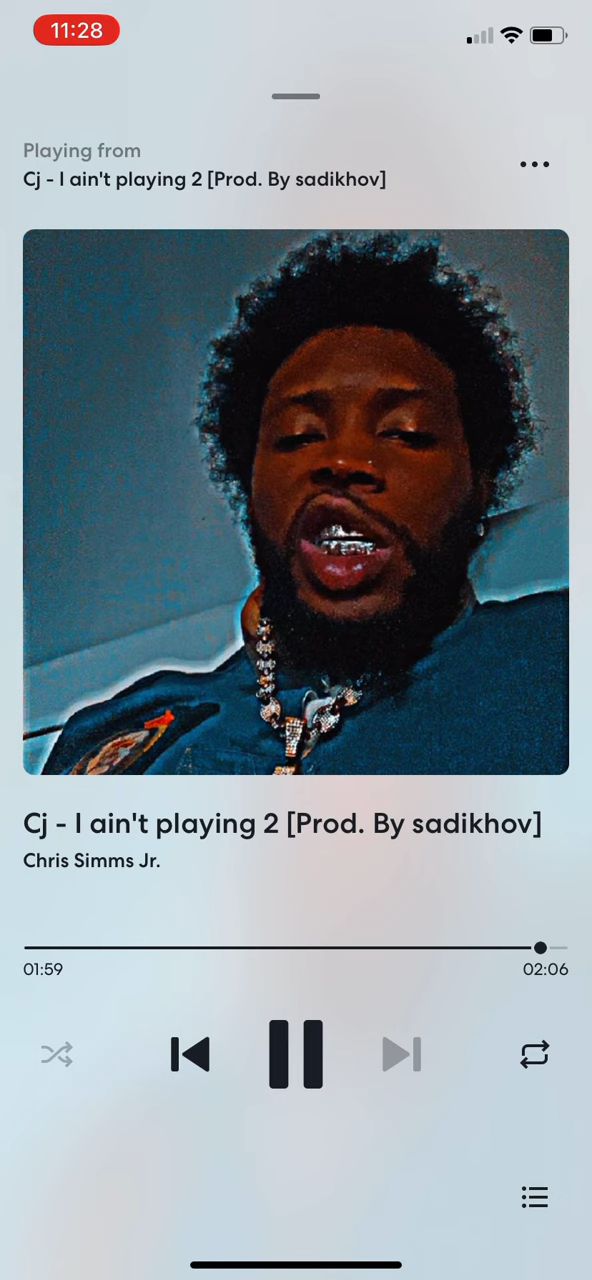 11:28
Playing from
Cj - I ain't playing 2 [Prod. By sadikhov]
Cj - I ain't playing 2 [Prod. By sadikhov]
Chris Simms Jr.
01:59
02:06